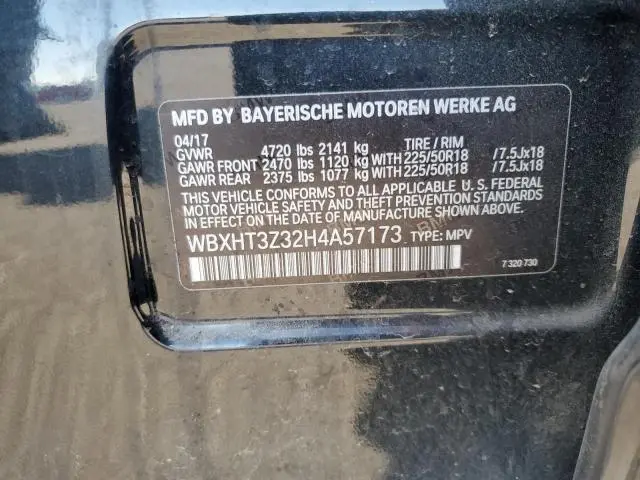 MFD BY BAYERISCHE MOTOREN WERKE AG
04/17 TIRE / RIM
GVWR 4720 lbs 2141 kg
GAWR FRONT 2470 lbs 1120 kg WITH 225/50R18 /7.5Jx18
GAWR REAR 2375 lbs 1077 kg WITH 225/50R18 /7.5Jx18
THIS VEHICLE CONFORMS TO ALL APPLICABLE U. S. FEDERAL
MOTOR VEHICLE SAFETY AND THEFT PREVENTION STANDARDS
IN EFFECT ON THE DATE OF MANUFACTURE SHOWN ABOVE.
WBXHT3Z32H4A57173 TYPE: MPV
7 320 730